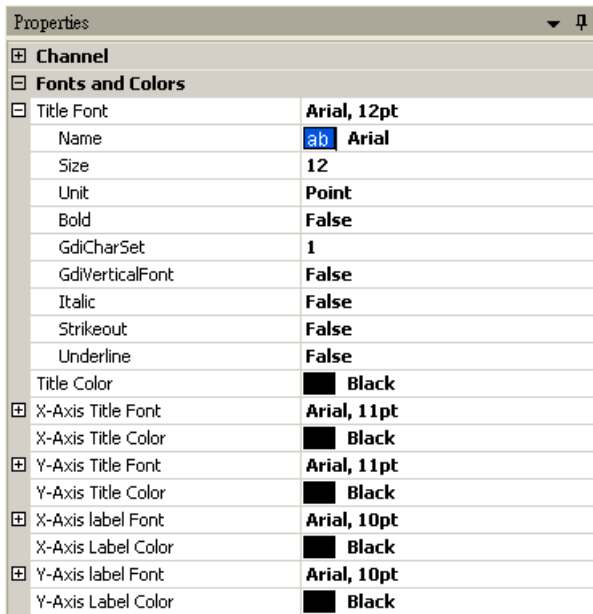 Properties
Channel
Fonts and Colors
Title Font Arial, 12pt
Name ab Arial
Size 12
Unit Point
Bold False
GdiCharSet 1
GdiVerticalFont False
Italic False
Strikeout False
Underline False
Title Color Black
X-Axis Title Font Arial, 11pt
X-Axis Title Color Black
Y-Axis Title Font Arial, 11pt
Y-Axis Title Color Black
X-Axis label Font Arial, 10pt
X-Axis Label Color Black
Y-Axis label Font Arial, 10pt
Y-Axis Label Color Black